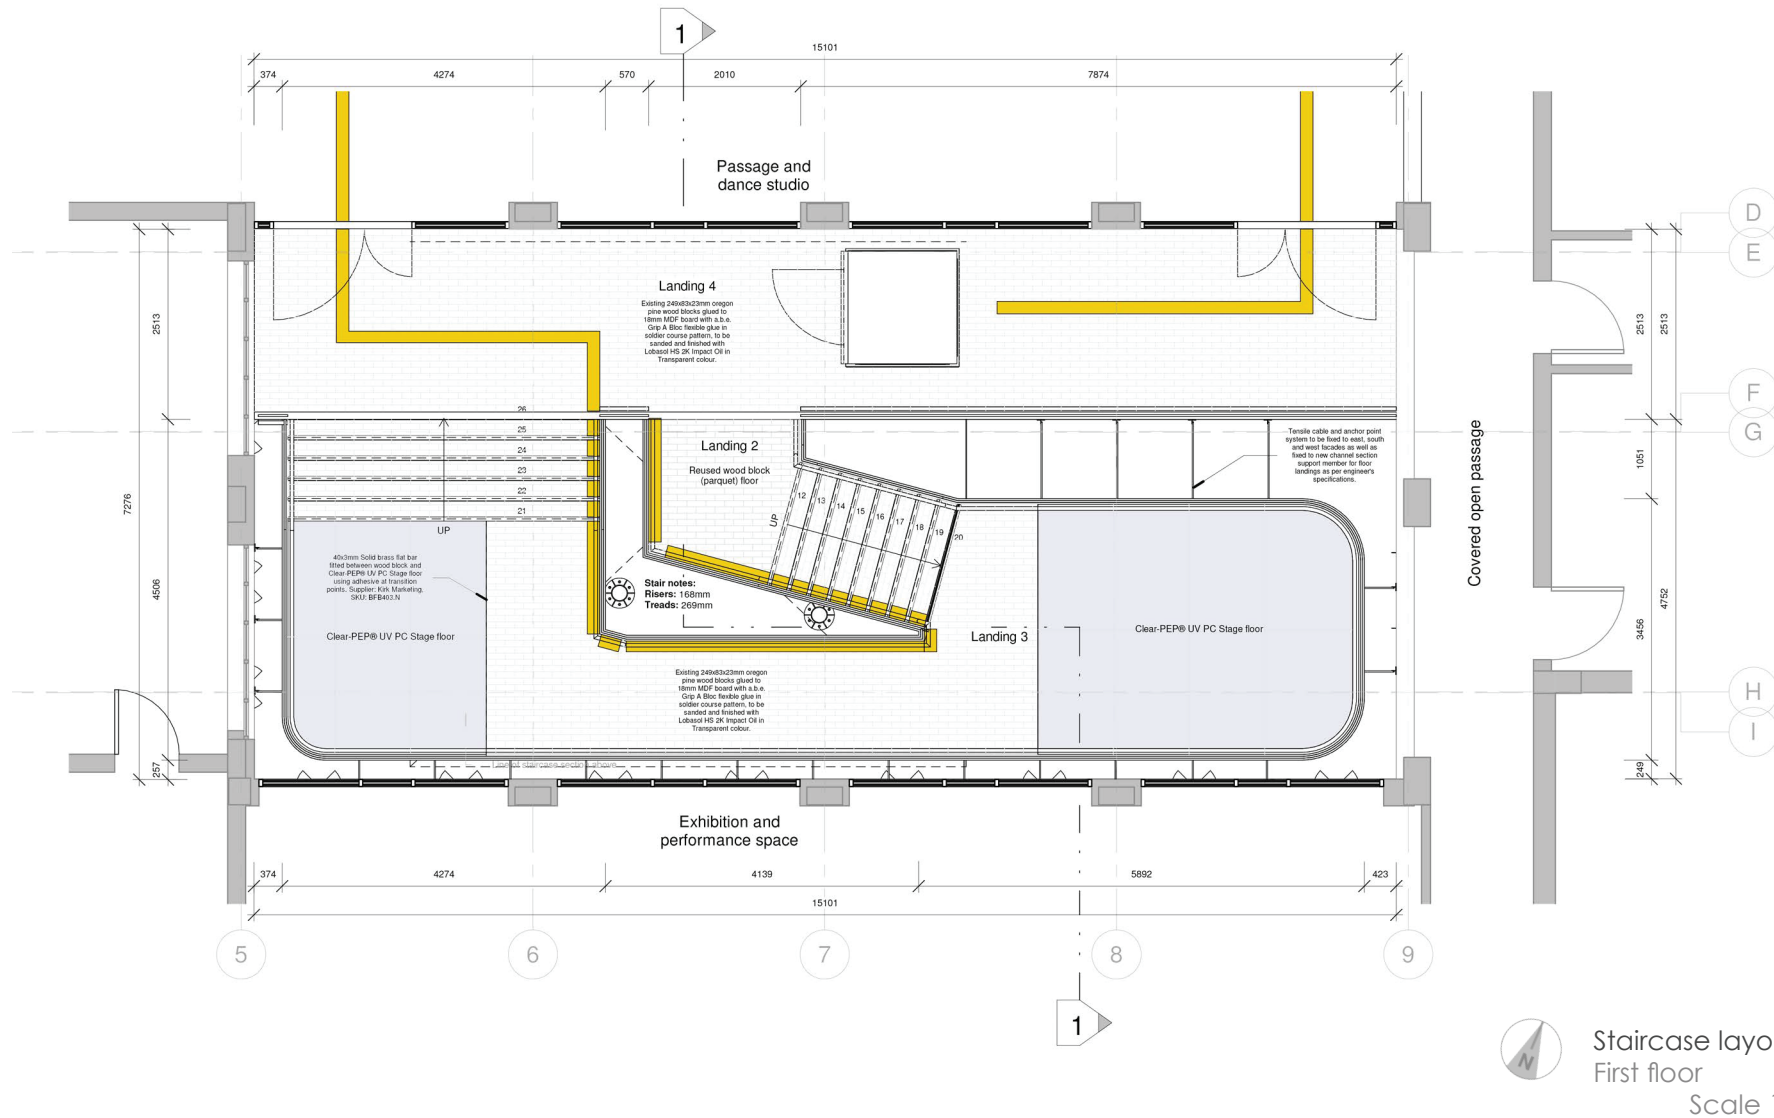 1
15101
374
4274
570
2010
7874
Passage and
dance studio
D
E
F
G
H
I
Landing 4
Existing 249x83x23mm oregon
pine wood blocks glued to
18mm MDF board with a.b.e.
Grip A Bloc flexible glue in
soldier course pattern, to be
sanded and finished with
Lobasol HS 2K Impact Oil in
Transparent colour.
2513
7276
4506
257
2513
2513
1051
4752
3456
249
26
25
24
23
22
21
UP
Landing 2
Reused wood block
(parquet) floor
UP
12
13
14
15
16
17
18
19
20
Tensile cable and anchor point
system to be fixed to east, south
and west facades as well as
fixed to new channel section
support member for floor
landings as per engineer's
specifications.
Covered open passage
40x3mm Solid brass flat bar
fitted between wood block and
Clear-PEP® UV PC Stage floor
using adhesive at transition
points. Supplier: Kirk Marketing.
SKU: BFB403.N
Stair notes:
Risers: 168mm
Treads: 269mm
Clear-PEP® UV PC Stage floor
Landing 3
Clear-PEP® UV PC Stage floor
Existing 249x83x23mm oregon
pine wood blocks glued to
18mm MDF board with a.b.e.
Grip A Bloc flexible glue in
soldier course pattern, to be
sanded and finished with
Lobasol HS 2K Impact Oil in
Transparent colour.
Line of staircase section above
Exhibition and
performance space
374
4274
4139
5892
423
15101
5
6
7
8
9
1
N
Staircase layo
First floor
Scale